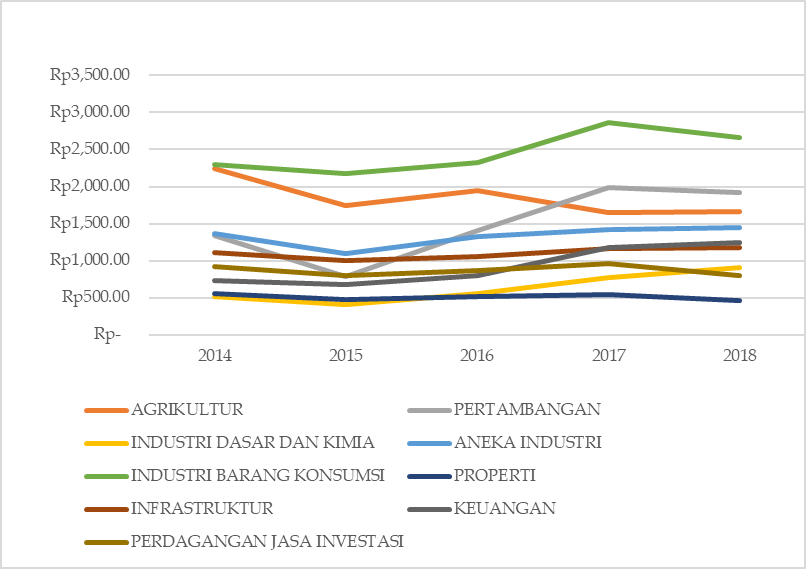 Rp3,500.00
Rp3,000.00
Rp2,500.00
Rp2,000.00
Rp1,500.00
Rp1,000.00
Rp500.00
Rp-
2014 2015 2016 2017 2018
AGRIKULTUR PERTAMBANGAN
INDUSTRI DASAR DAN KIMIA ANEKA INDUSTRI
INDUSTRI BARANG KONSUMSI PROPERTI
INFRASTRUKTUR KEUANGAN
PERDAGANGAN JASA INVESTASI